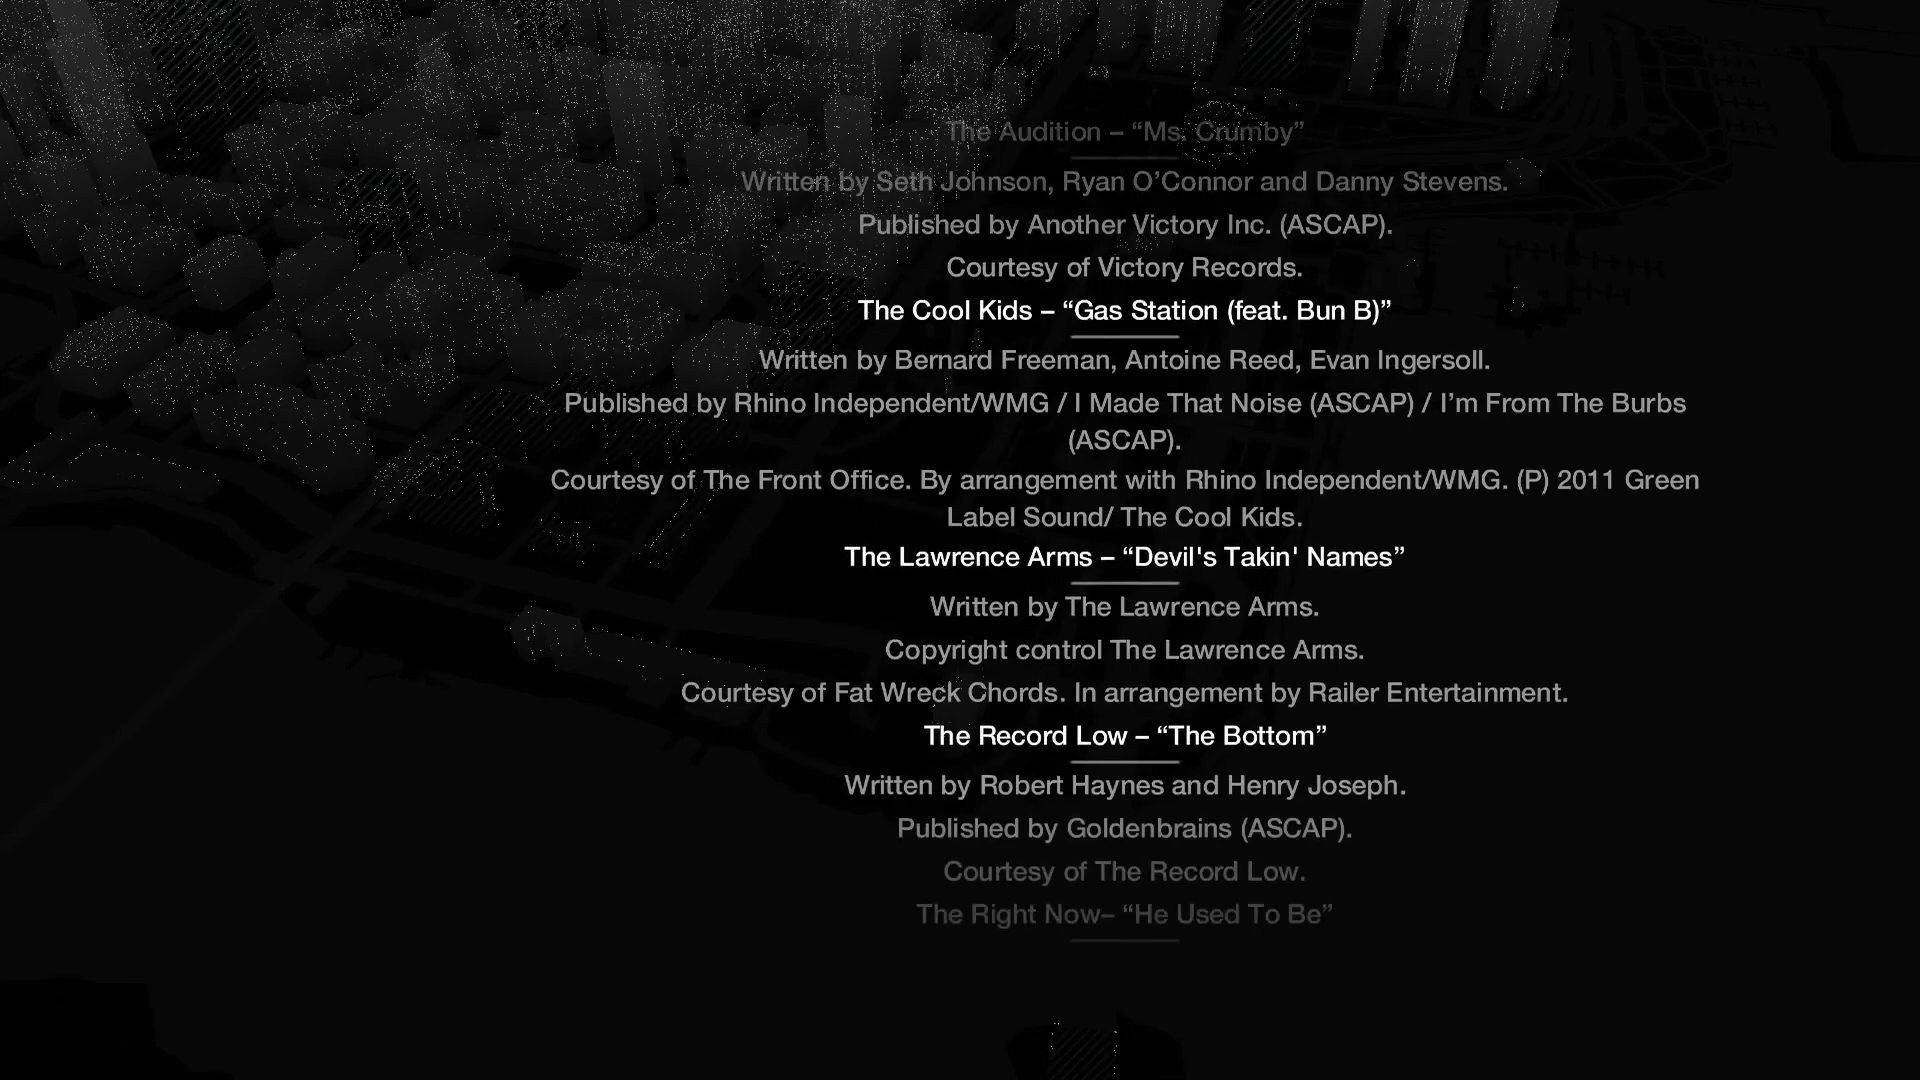 The Audition – “Ms. Crumby”
Written by Seth Johnson, Ryan O’Connor and Danny Stevens.
Published by Another Victory Inc. (ASCAP).
Courtesy of Victory Records.
The Cool Kids – “Gas Station (feat. Bun B)”
Written by Bernard Freeman, Antoine Reed, Evan Ingersoll.
Published by Rhino Independent/WMG / I Made That Noise (ASCAP) / I’m From The Burbs
(ASCAP).
Courtesy of The Front Office. By arrangement with Rhino Independent/WMG. (P) 2011 Green
Label Sound/ The Cool Kids.
The Lawrence Arms – “Devil's Takin' Names”
Written by The Lawrence Arms.
Copyright control The Lawrence Arms.
Courtesy of Fat Wreck Chords. In arrangement by Railer Entertainment.
The Record Low – “The Bottom”
Written by Robert Haynes and Henry Joseph.
Published by Goldenbrains (ASCAP).
Courtesy of The Record Low.
The Right Now– “He Used To Be”